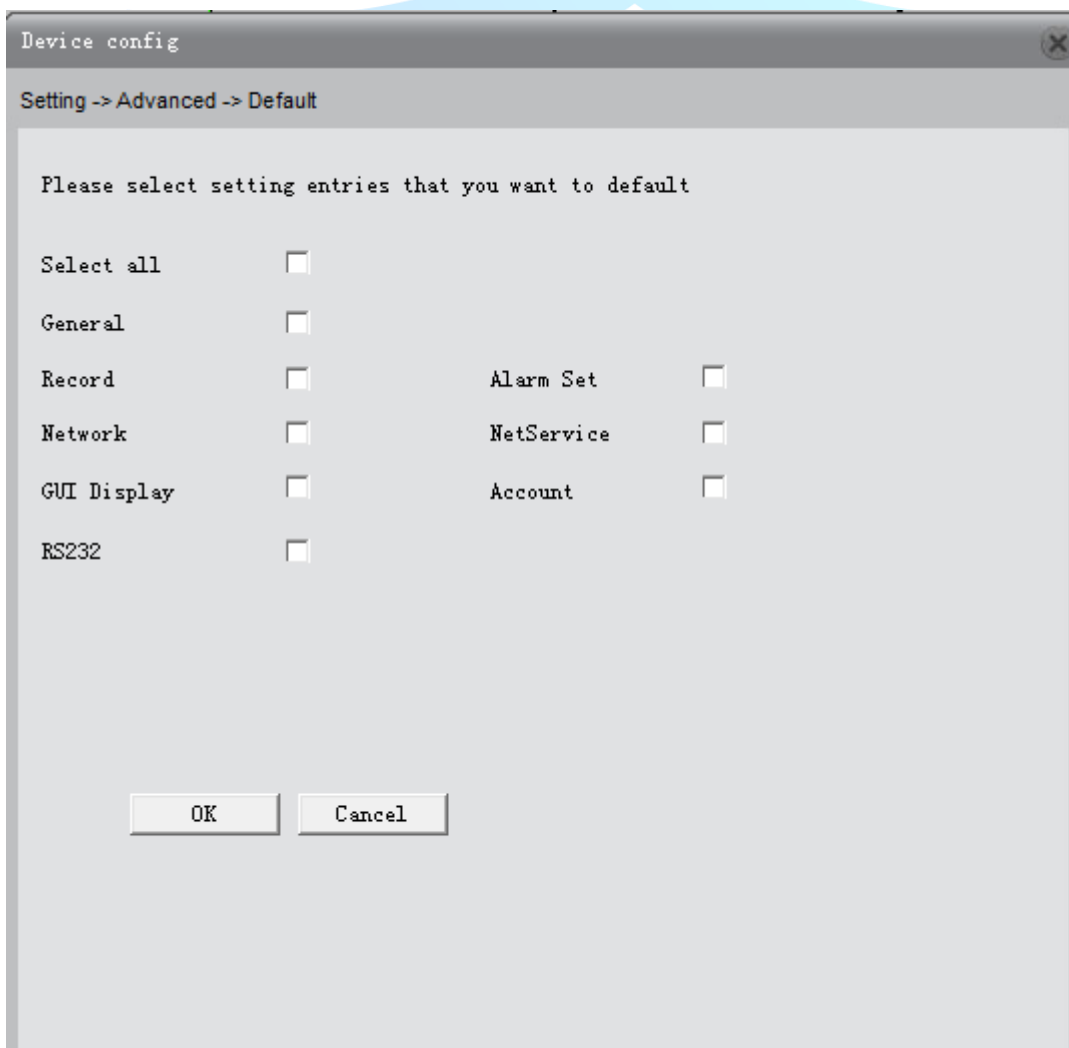 Device config
Setting -> Advanced -> Default
Please select setting entries that you want to default
Select all
General
Record Alarm Set
Network NetService
GUI Display Account
RS232
OK Cancel